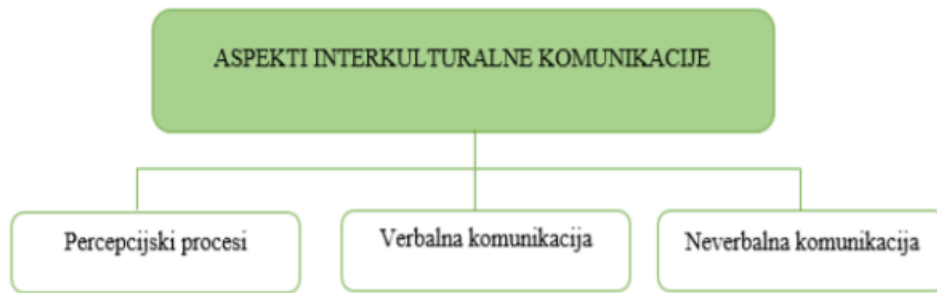 ASPEKTI INTERKULTURALNE KOMUNIKACIJE
Percepcijski procesi
Verbalna komunikacija
Neverbalna komunikacija